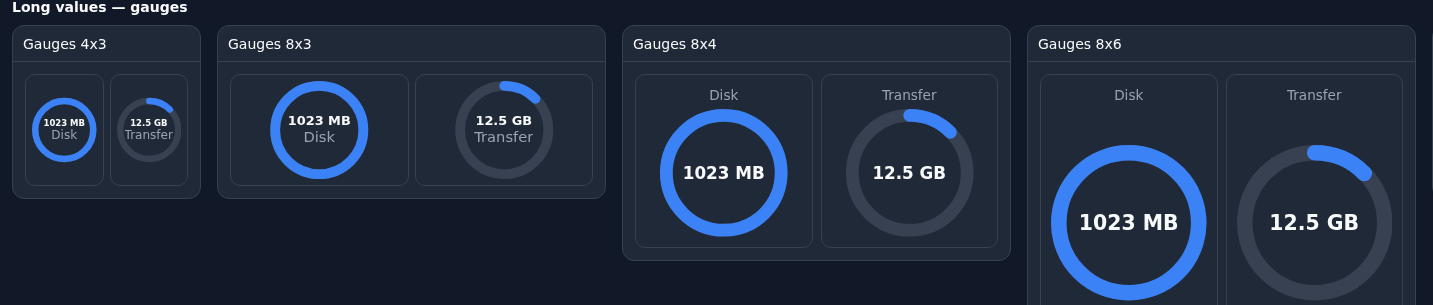 Long values — gauges
Gauges 4x3
1023 MB
Disk
12.5 GB
Transfer
Gauges 8x3
1023 MB
Disk
12.5 GB
Transfer
Gauges 8x4
Disk
1023 MB
Transfer
12.5 GB
Gauges 8x6
Disk
1023 MB
Transfer
12.5 GB